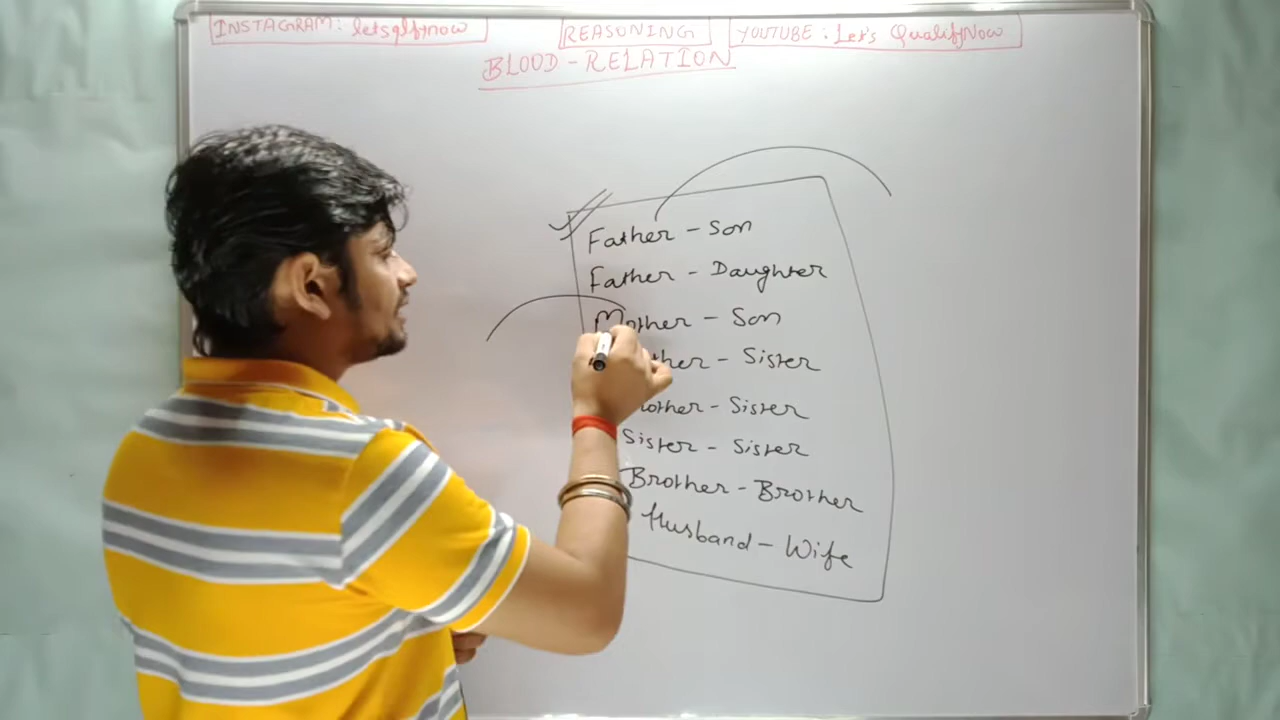 INSTAGRAM: letsqlfynow
REASONING
YOUTUBE: Let's QualifyNow
BLOOD-RELATION
Father - Son
Father - Daughter
Mother - Son
- Sister
- Sister
Sister - Sister
Brother - Brother
Husband - Wife